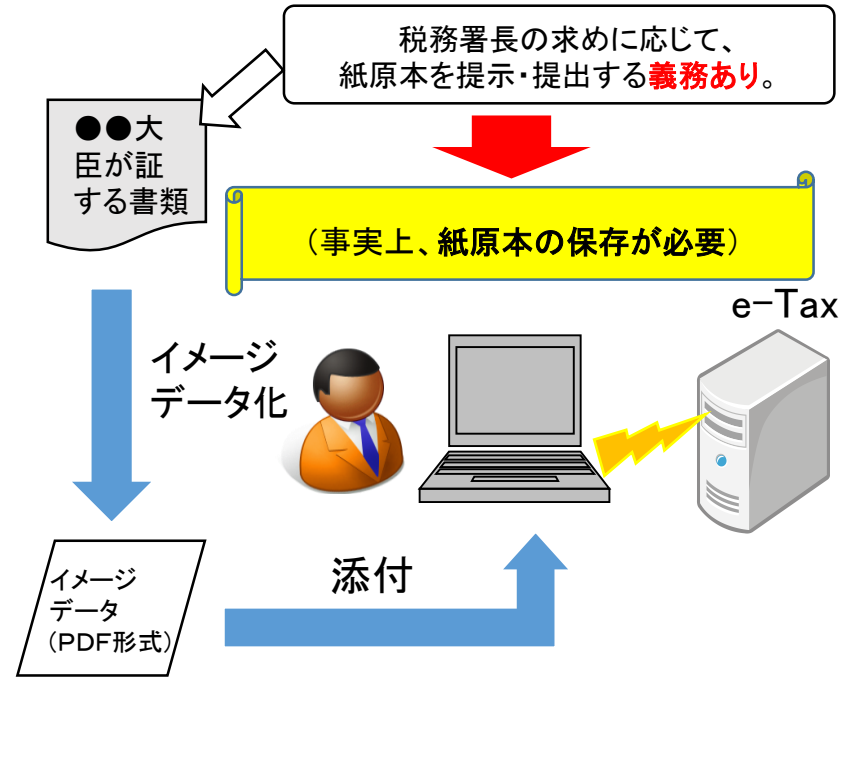 税務署長の求めに応じて、
紙原本を提示・提出する義務あり。
●●大
臣が証
する書類
（事実上、紙原本の保存が必要）
e-Tax
イメージ
データ化
添付
イメージ
データ
（ＰＤＦ形式）